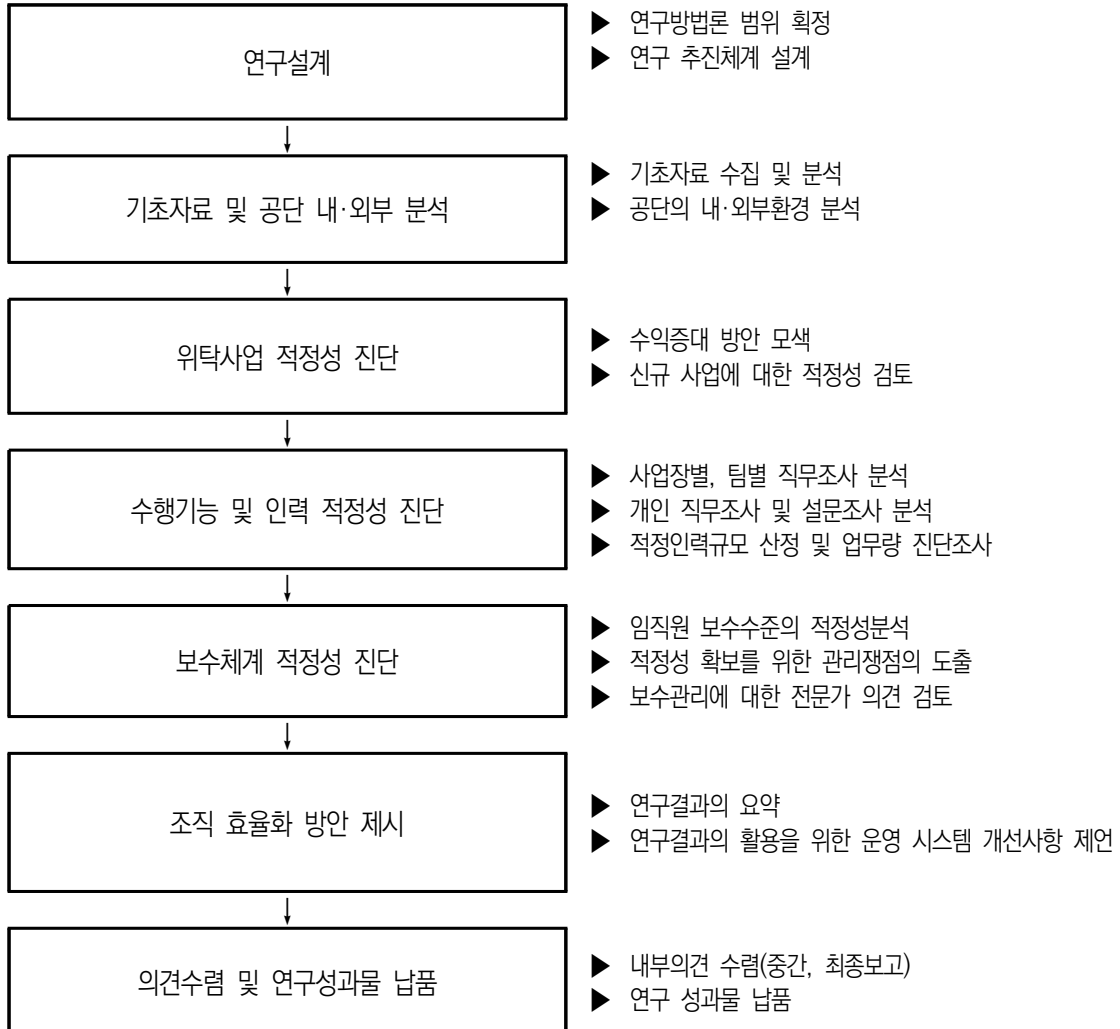 연구설계
▶ 연구방법론 범위 획정
▶ 연구 추진체계 설계
기초자료 및 공단 내·외부 분석
▶ 기초자료 수집 및 분석
▶ 공단의 내·외부환경 분석
위탁사업 적정성 진단
▶ 수익증대 방안 모색
▶ 신규 사업에 대한 적정성 검토
수행기능 및 인력 적정성 진단
▶ 사업장별, 팀별 직무조사 분석
▶ 개인 직무조사 및 설문조사 분석
▶ 적정인력규모 산정 및 업무량 진단조사
보수체계 적정성 진단
▶ 임직원 보수수준의 적정성분석
▶ 적정성 확보를 위한 관리쟁점의 도출
▶ 보수관리에 대한 전문가 의견 검토
조직 효율화 방안 제시
▶ 연구결과의 요약
▶ 연구결과의 활용을 위한 운영 시스템 개선사항 제언
의견수렴 및 연구성과물 납품
▶ 내부의견 수렴(중간, 최종보고)
▶ 연구 성과물 납품